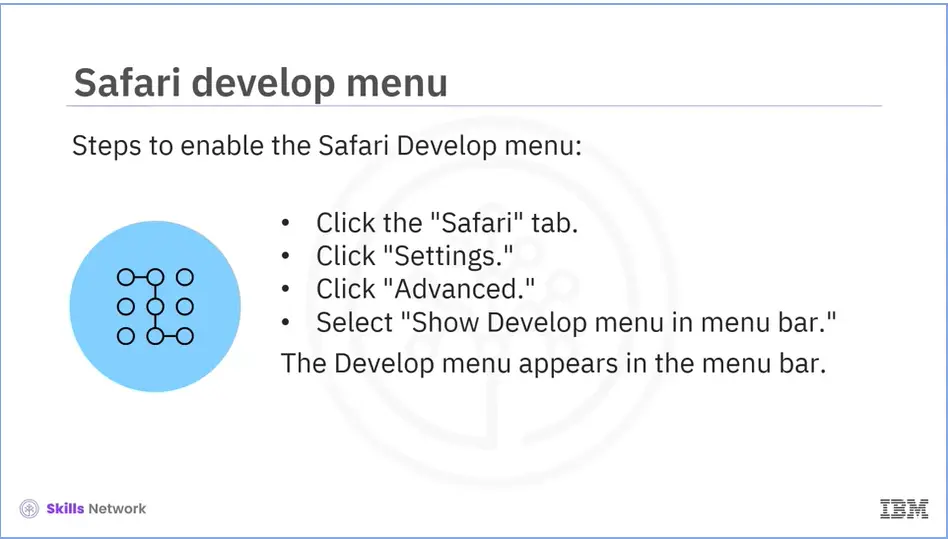 Safari develop menu
Steps to enable the Safari Develop menu:
• Click the "Safari" tab.
• Click "Settings."
• Click "Advanced."
• Select "Show Develop menu in menu bar."
The Develop menu appears in the menu bar.
Skills Network
IBM